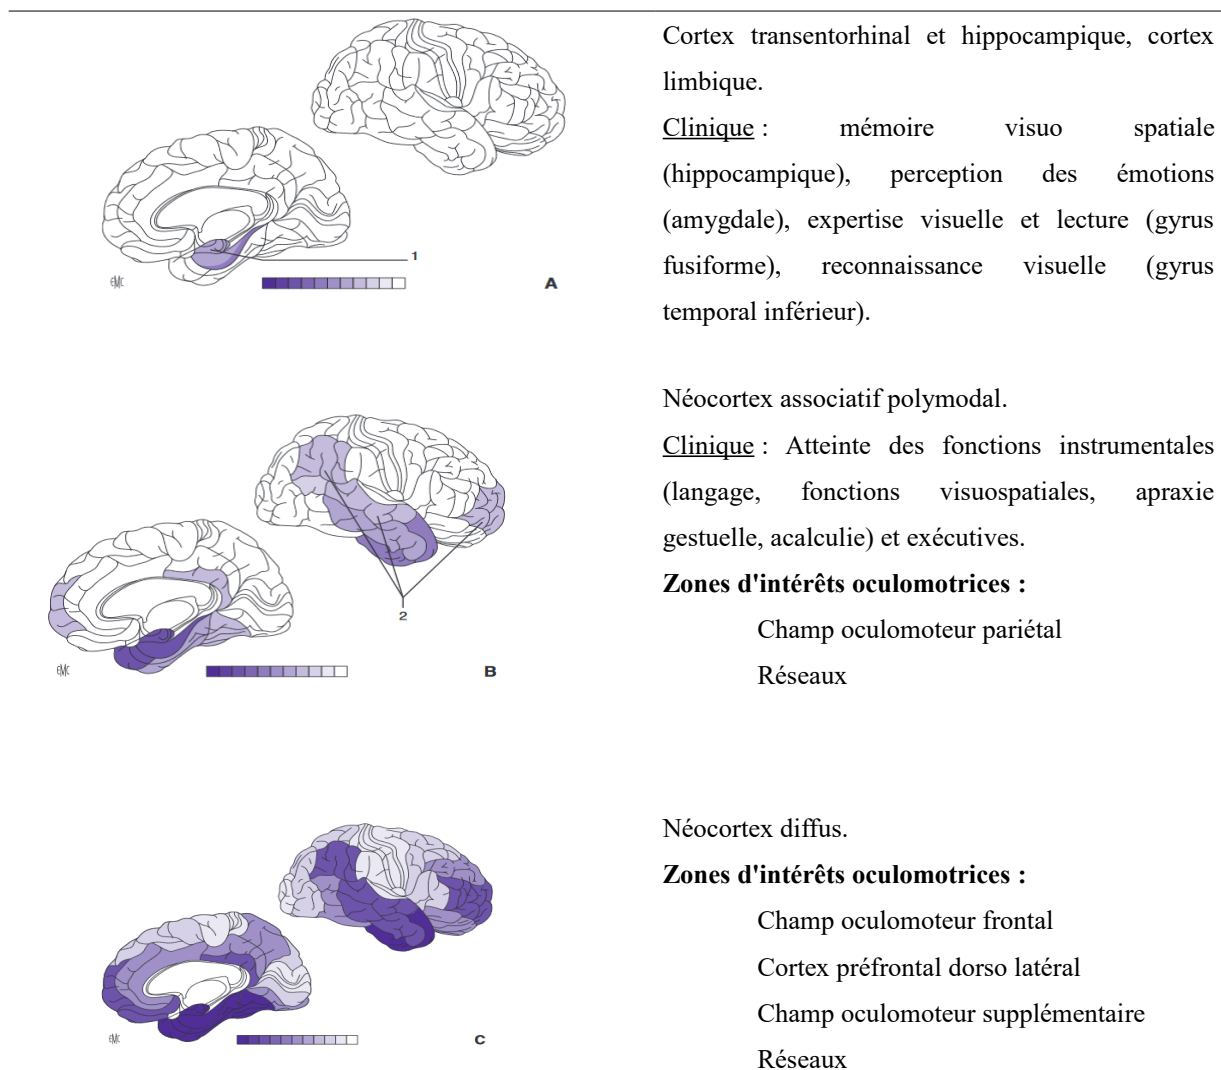 Cortex transentorhinal et hippocampique, cortex
limbique.
Clinique : mémoire visuo spatiale
(hippocampique), perception des émotions
(amygdale), expertise visuelle et lecture (gyrus
fusiforme), reconnaissance visuelle (gyrus
temporal inférieur).
1
EMC
A
Néocortex associatif polymodal.
Clinique : Atteinte des fonctions instrumentales
(langage, fonctions visuospatiales, apraxie
gestuelle, acalculie) et exécutives.
Zones d'intérêts oculomotrices :
Champ oculomoteur pariétal
Réseaux
2
EMC
B
Néocortex diffus.
Zones d'intérêts oculomotrices :
Champ oculomoteur frontal
Cortex préfrontal dorso latéral
Champ oculomoteur supplémentaire
Réseaux
EMC
C